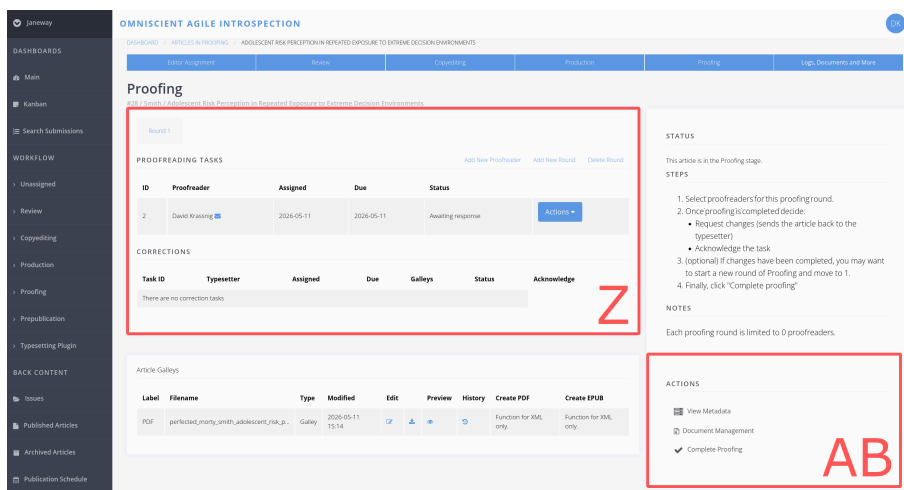 Janeway
OMNISCIENT AGILE INTROSPECTION
DK
DASHBOARDS
Main
Kanban
Search Submissions
WORKFLOW
Unassigned
Review
Copyediting
Production
Proofing
Prepublication
Typesetting Plugin
BACK CONTENT
Issues
Published Articles
Archived Articles
Publication Schedule
DASHBOARD / ARTICLES IN PROOFING / ADOLESCENT RISK PERCEPTION IN REPEATED EXPOSURE TO EXTREME DECISION ENVIRONMENTS
Editor Assignment Review Copyediting Production Proofing Logs, Documents and More
Proofing
#28 / Smith / Adolescent Risk Perception in Repeated Exposure to Extreme Decision Environments
Round 1
PROOFREADING TASKS Add New Proofreader Add New Round Delete Round
ID Proofreader Assigned Due Status
2 David Krassnig 2026-05-11 2026-05-11 Awaiting response Actions
CORRECTIONS
Task ID Typesetter Assigned Due Galleys Status Acknowledge
There are no correction tasks
Z
Article Galleys
Label Filename Type Modified Edit Preview History Create PDF Create EPUB
PDF perfected_morty_smith_adolescent_risk_p... Galley 2026-05-11 15:14 Function for XML only. Function for XML only.
STATUS
This article is in the Proofing stage.
STEPS
1. Select proofreaders for this proofing round.
2. Once proofing is completed decide:
• Request changes (sends the article back to the
typesetter)
• Acknowledge the task
3. (optional) If changes have been completed, you may want
to start a new round of Proofing and move to 1.
4. Finally, click "Complete proofing"
NOTES
Each proofing round is limited to 0 proofreaders.
ACTIONS
View Metadata
Document Management
Complete Proofing
AB